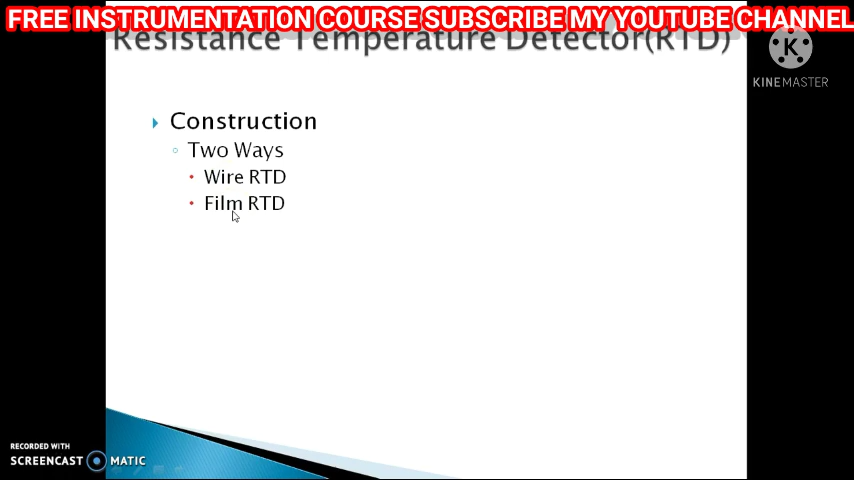 FREE INSTRUMENTATION COURSE SUBSCRIBE MY YOUTUBE CHANNEL
Resistance Temperature Detector(RTD)
KINEMASTER
Construction
Two Ways
Wire RTD
Film RTD
RECORDED WITH
SCREENCAST MATIC